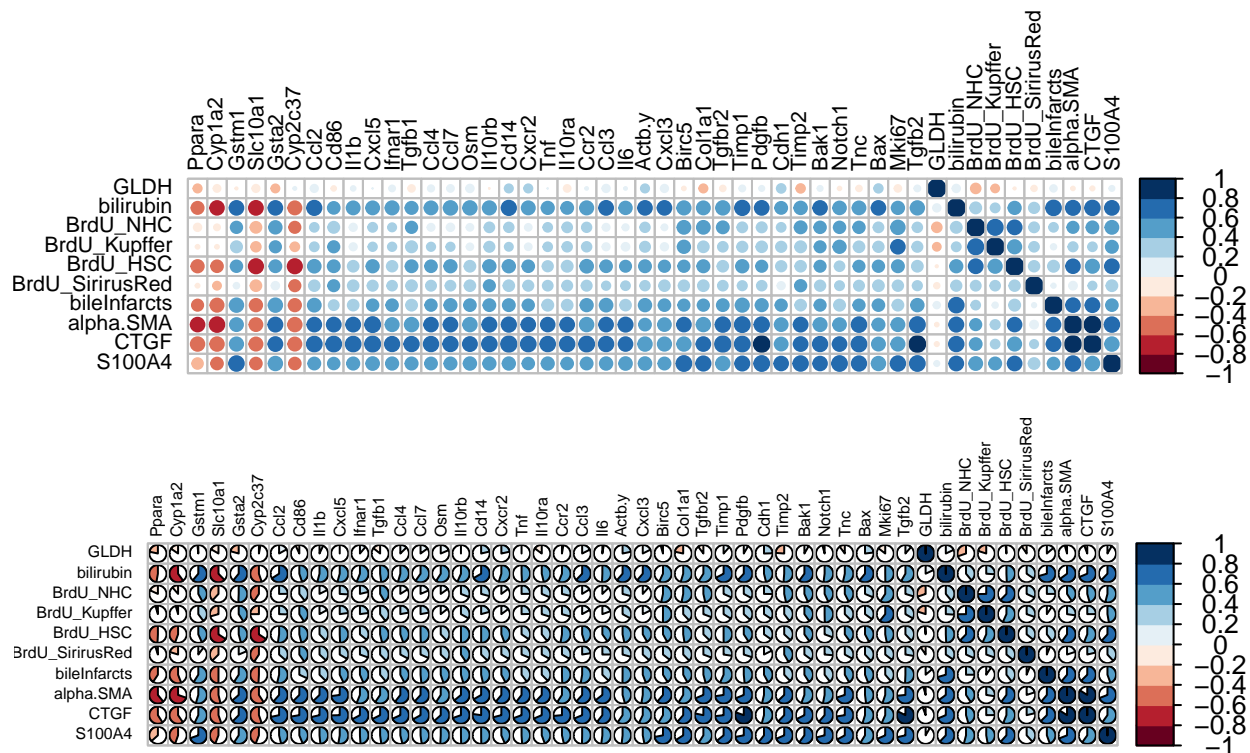 Ppara Cyp1a2 Gstm1 Slc10a1 Gsta2 Cyp2c37 Ccl2 Cd86 Il1b Cxcl5 Ifnar1 Tgfb1 Ccl4 Ccl7 Osm Il10rb Cd14 Cxcr2 Tnf Il10ra Ccr2 Ccl3 Il6 Actb.y Cxcl3 Birc5 Col1a1 Tgfbr2 Timp1 Pdgfb Cdh1 Timp2 Bak1 Notch1 Tnc Bax Mki67 Tgfb2 GLDH bilirubin BrdU_NHC BrdU_Kupffer BrdU_HSC BrdU_SirirusRed bileInfarcts alpha.SMA CTGF S100A4
GLDH
bilirubin
BrdU_NHC
BrdU_Kupffer
BrdU_HSC
BrdU_SirirusRed
bileInfarcts
alpha.SMA
CTGF
S100A4
1
0.8
0.6
0.4
0.2
0
−0.2
−0.4
−0.6
−0.8
−1
Ppara Cyp1a2 Gstm1 Slc10a1 Gsta2 Cyp2c37 Ccl2 Cd86 Il1b Cxcl5 Ifnar1 Tgfb1 Ccl4 Ccl7 Osm Il10rb Cd14 Cxcr2 Tnf Il10ra Ccr2 Ccl3 Il6 Actb.y Cxcl3 Birc5 Col1a1 Tgfbr2 Timp1 Pdgfb Cdh1 Timp2 Bak1 Notch1 Tnc Bax Mki67 Tgfb2 GLDH bilirubin BrdU_NHC BrdU_Kupffer BrdU_HSC BrdU_SirirusRed bileInfarcts alpha.SMA CTGF S100A4
GLDH
bilirubin
BrdU_NHC
BrdU_Kupffer
BrdU_HSC
BrdU_SirirusRed
bileInfarcts
alpha.SMA
CTGF
S100A4
1
0.8
0.6
0.4
0.2
0
−0.2
−0.4
−0.6
−0.8
−1